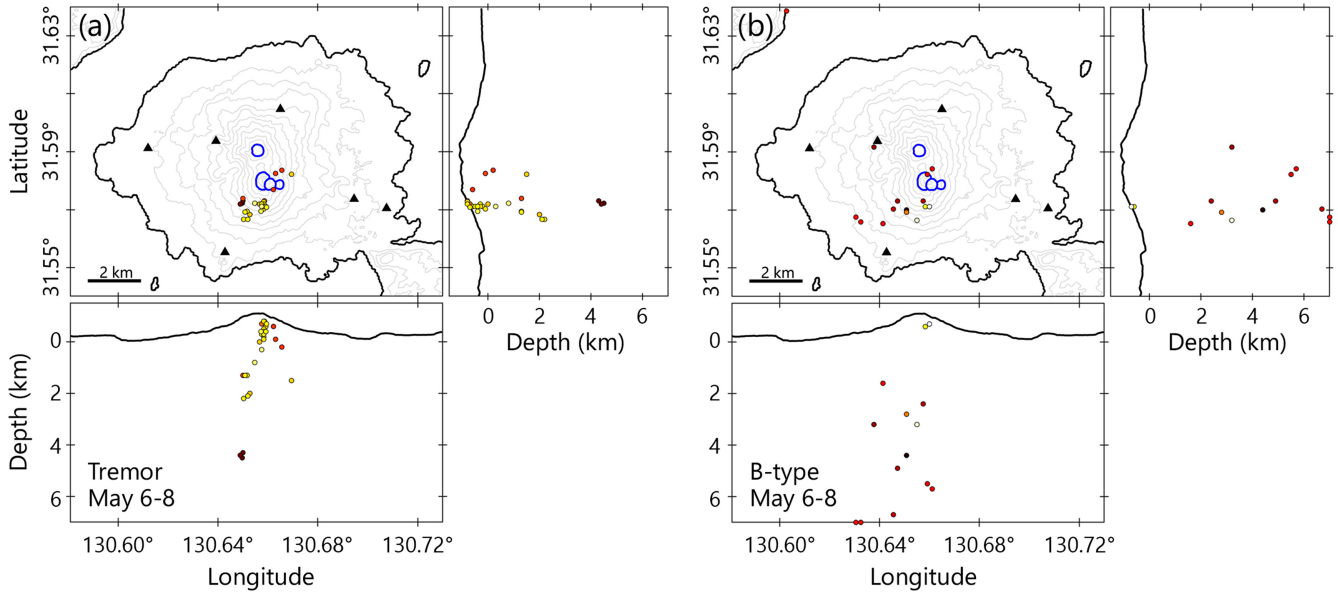 (a)
31.63°
31.59°
31.55°
Latitude
2 km
0 2 4 6
Depth (km)
0
2
4
6
Depth (km)
Tremor
May 6-8
130.60° 130.64° 130.68° 130.72°
Longitude
(b)
31.63°
31.59°
31.55°
2 km
0 2 4 6
Depth (km)
0
2
4
6
B-type
May 6-8
130.60° 130.64° 130.68° 130.72°
Longitude